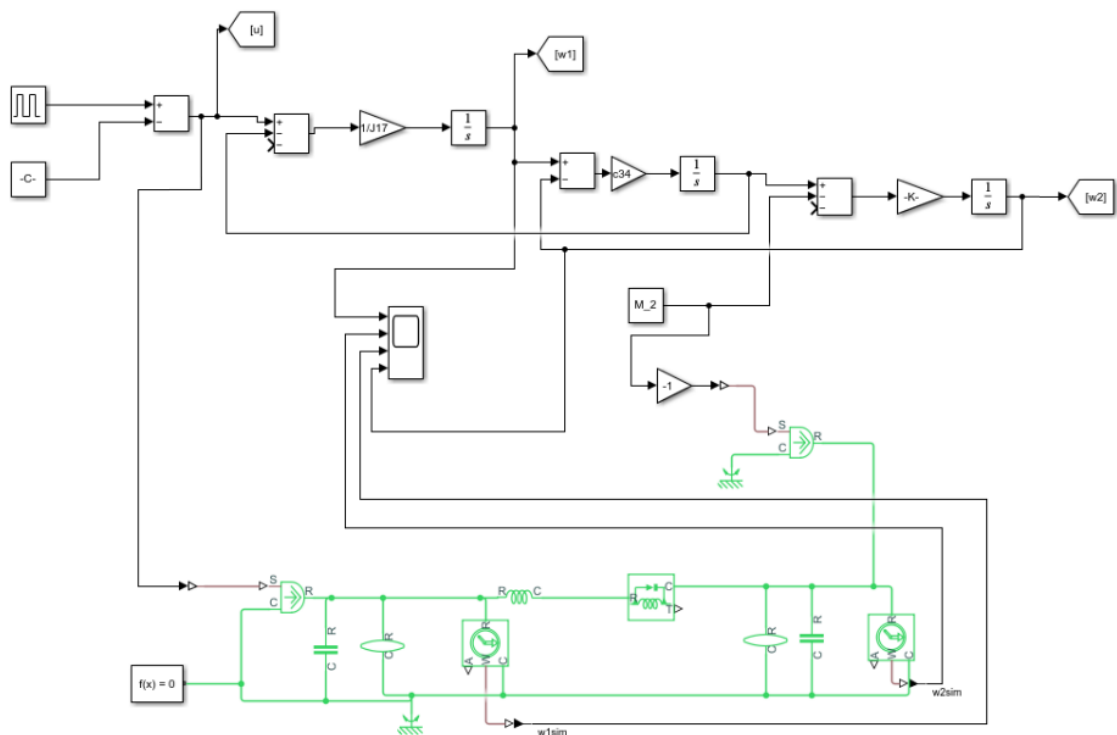 [u]
[w1]
+
−
-C-
+
−
−
1/J17
1
s
+
−
c34
1
s
+
−
−
-K-
1
s
[w2]
M_2
-1
S
C
R
S
C
R
R
C
R
C
R
C
A
W
R
C
R
C
T
R
C
R
C
A
W
R
C
f(x) = 0
w1sim
w2sim